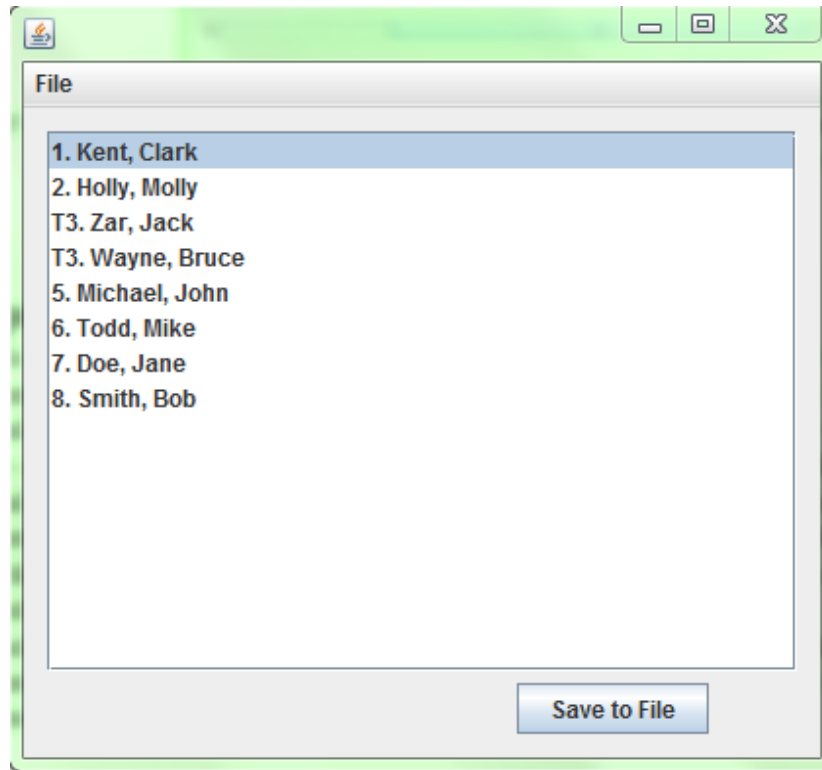 File
1. Kent, Clark
2. Holly, Molly
T3. Zar, Jack
T3. Wayne, Bruce
5. Michael, John
6. Todd, Mike
7. Doe, Jane
8. Smith, Bob
Save to File